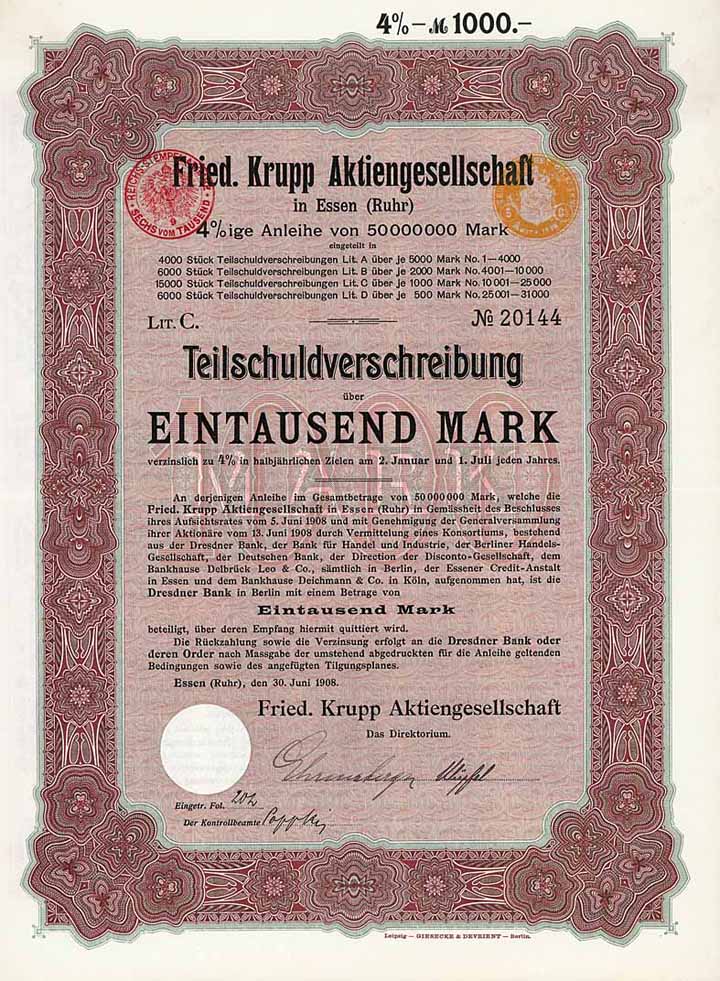 4%–ℳ 1000.–
Fried. Krupp Aktiengesellschaft
in Essen (Ruhr)
4%ige Anleihe von 50000000 Mark
eingeteilt in
4000 Stück Teilschuldverschreibungen Lit. A über je 5000 Mark No. 1—4000
6000 Stück Teilschuldverschreibungen Lit. B über je 2000 Mark No. 4001—10000
15000 Stück Teilschuldverschreibungen Lit. C über je 1000 Mark No. 10001—25000
6000 Stück Teilschuldverschreibungen Lit. D über je 500 Mark No. 25001—31000
REICHS-STEMPEL
SECHS VOM TAUSEND
LIT. C.
№ 20144
Teilschuldverschreibung
über
1000
MARK
EINTAUSEND MARK
verzinslich zu 4% in halbjährlichen Zielen am 2. Januar und 1. Juli jeden Jahres.
An derjenigen Anleihe im Gesamtbetrage von 50000000 Mark, welche die
Fried. Krupp Aktiengesellschaft in Essen (Ruhr) in Gemässheit des Beschlusses
ihres Aufsichtsrates vom 5. Juni 1908 und mit Genehmigung der Generalversammlung
ihrer Aktionäre vom 13. Juni 1908 durch Vermittelung eines Konsortiums, bestehend
aus der Dresdner Bank, der Bank für Handel und Industrie, der Berliner Handels-
Gesellschaft, der Deutschen Bank, der Direction der Disconto-Gesellschaft, dem
Bankhause Delbrück Leo & Co., sämtlich in Berlin, der Essener Credit-Anstalt
in Essen und dem Bankhause Deichmann & Co. in Köln, aufgenommen hat, ist die
Dresdner Bank in Berlin mit einem Betrage von
Eintausend Mark
beteiligt, über deren Empfang hiermit quittiert wird.
Die Rückzahlung sowie die Verzinsung erfolgt an die Dresdner Bank oder
deren Order nach Massgabe der umstehend abgedruckten für die Anleihe geltenden
Bedingungen sowie des angefügten Tilgungsplanes.
Essen (Ruhr), den 30. Juni 1908.
Fried. Krupp Aktiengesellschaft
Das Direktorium.
Eingetr. Fol. 202
Der Kontrollbeamte
Leipzig — GIESECKE & DEVRIENT — Berlin.